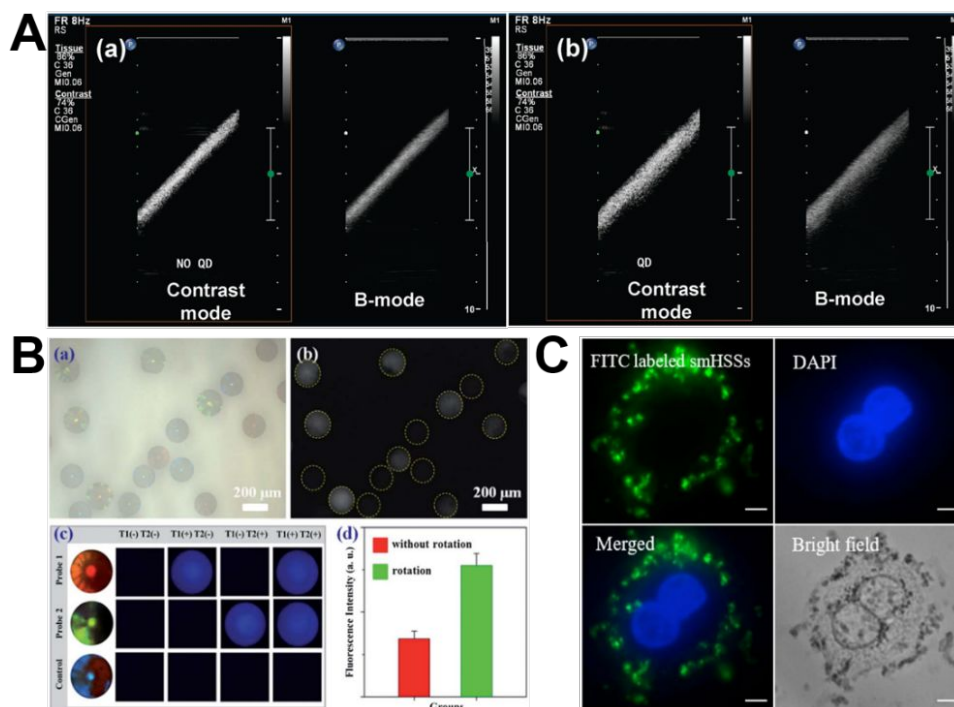 A
FR 8Hz
RS
M1
(a)
Tissue
86%
C 36
Gen
MI0.06
Contrast
74%
C 36
CGen
MI0.06
NO QD
Contrast
mode
B-mode
10
FR 8Hz
RS
M1
(b)
Tissue
86%
C 36
Gen
MI0.06
Contrast
74%
C 36
CGen
MI0.06
X
QD
Contrast
mode
B-mode
10
B
(a)
200 μm
(b)
200 μm
(c)
T1(-) T2(-)
T1(+) T2(-)
T1(-) T2(+)
T1(+) T2(+)
Probe 1
Probe 2
Control
(d)
without rotation
rotation
Fluorescence Intensity (a. u.)
C
FITC labeled smHSSs
DAPI
Merged
Bright field